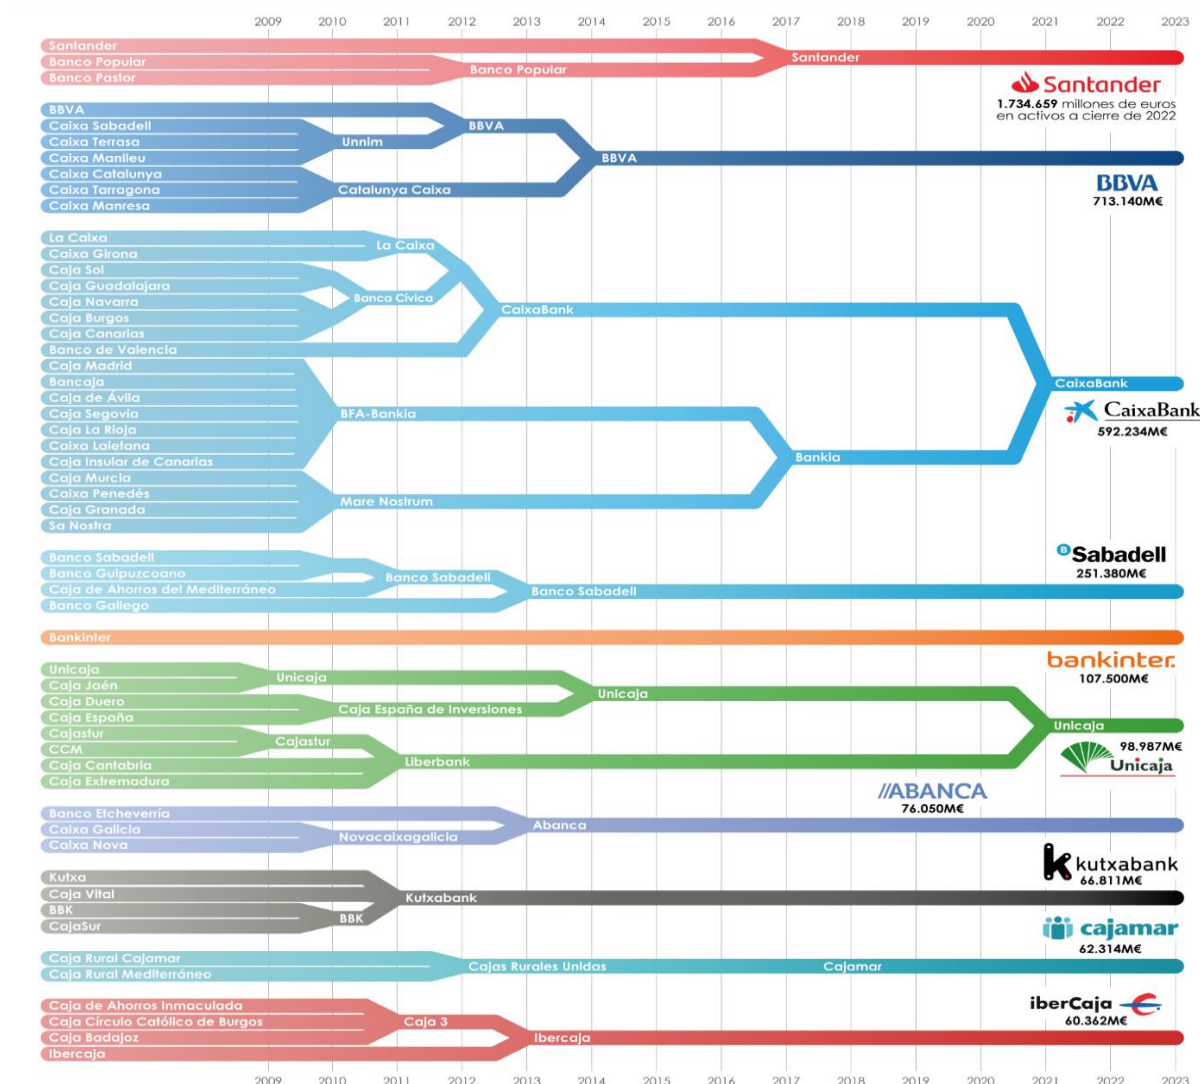 2009 2010 2011 2012 2013 2014 2015 2016 2017 2018 2019 2020 2021 2022 2023
Santander
Banco Popular
Banco Pastor
Banco Popular
Santander
Santander
1.734.659 millones de euros
en activos a cierre de 2022
BBVA
Caixa Sabadell
Caixa Terrasa
Caixa Manlleu
Caixa Catalunya
Caixa Tarragona
Caixa Manresa
Unnim
BBVA
Catalunya Caixa
BBVA
BBVA
713.140M€
La Caixa
Caixa Girona
Caja Sol
Caja Guadalajara
Caja Navarra
Caja Burgos
Caja Canarias
Banco de Valencia
Caja Madrid
Bancaja
Caja de Ávila
Caja Segovia
Caja La Rioja
Caixa Laietana
Caja Insular de Canarias
Caja Murcia
Caixa Penedés
Caja Granada
Sa Nostra
La Caixa
Banca Cívica
CaixaBank
BFA-Bankia
Mare Nostrum
Bankia
CaixaBank
CaixaBank
592.234M€
Banco Sabadell
Banco Guipuzcoano
Caja de Ahorros del Mediterráneo
Banco Gallego
Banco Sabadell
Banco Sabadell
B Sabadell
251.380M€
Bankinter
bankinter.
107.500M€
Unicaja
Caja Jaén
Caja Duero
Caja España
Cajastur
CCM
Caja Cantabria
Caja Extremadura
Unicaja
Caja España de Inversiones
Cajastur
Liberbank
Unicaja
Unicaja
98.987M€
Unicaja
Banco Etcheverría
Caixa Galicia
Caixa Nova
Novacaixagalicia
Abanca
//ABANCA
76.050M€
Kutxa
Caja Vital
BBK
CajaSur
BBK
Kutxabank
kutxabank
66.811M€
Caja Rural Cajamar
Caja Rural Mediterráneo
Cajas Rurales Unidas
Cajamar
cajamar
62.314M€
Caja de Ahorros Inmaculada
Caja Círculo Católico de Burgos
Caja Badajoz
Ibercaja
Caja 3
Ibercaja
iberCaja
60.362M€
2009 2010 2011 2012 2013 2014 2015 2016 2017 2018 2019 2020 2021 2022 2023